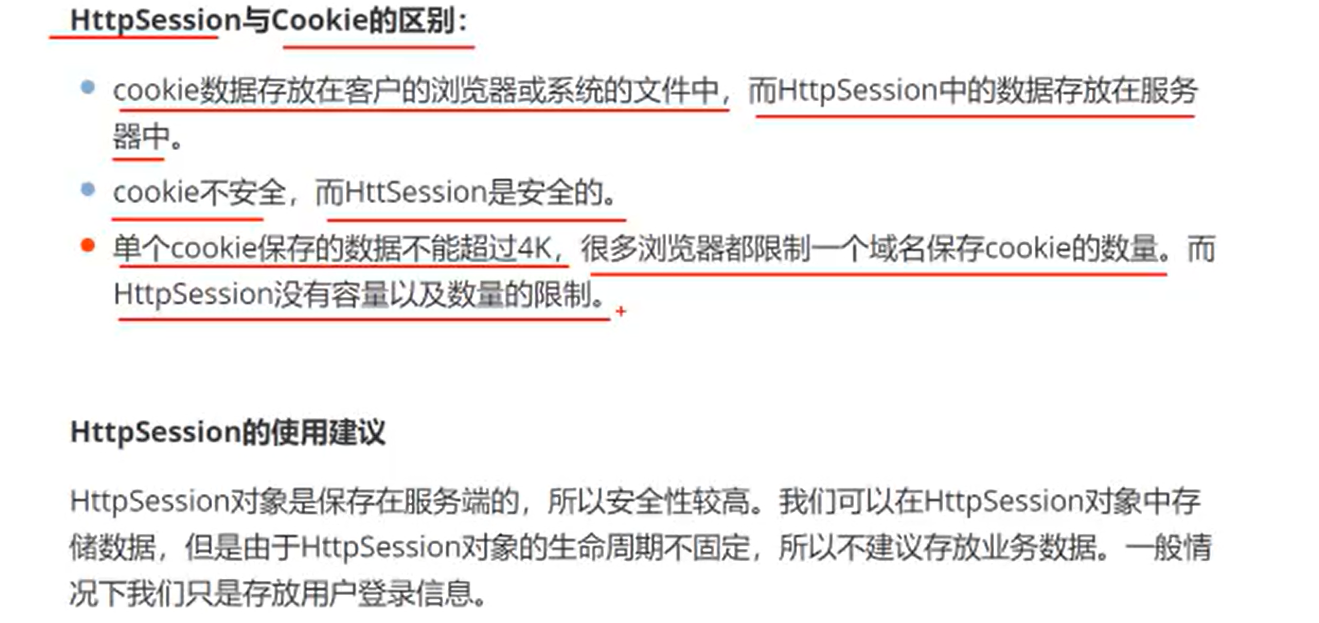 HttpSession与Cookie的区别：
cookie数据存放在客户的浏览器或系统的文件中，而HttpSession中的数据存放在服务
器中。
cookie不安全，而HttSession是安全的。
单个cookie保存的数据不能超过4K，很多浏览器都限制一个域名保存cookie的数量。而
HttpSession没有容量以及数量的限制。
HttpSession的使用建议
HttpSession对象是保存在服务端的，所以安全性较高。我们可以在HttpSession对象中存
储数据，但是由于HttpSession对象的生命周期不固定，所以不建议存放业务数据。一般情
况下我们只是存放用户登录信息。